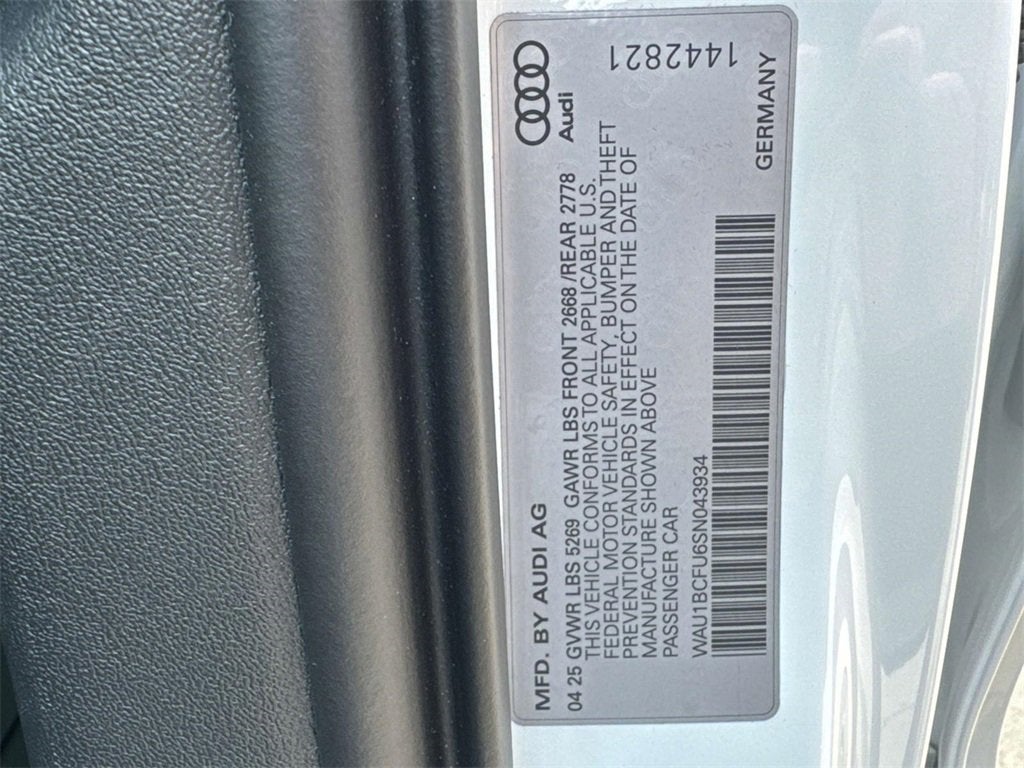 Audi
1442821
MFD. BY AUDI AG
04 25 GVWR LBS 5269 GAWR LBS FRONT 2668 /REAR 2778
THIS VEHICLE CONFORMS TO ALL APPLICABLE U.S.
FEDERAL MOTOR VEHICLE SAFETY, BUMPER AND THEFT
PREVENTION STANDARDS IN EFFECT ON THE DATE OF
MANUFACTURE SHOWN ABOVE
PASSENGER CAR
WAU1BCFU6SN043934
GERMANY